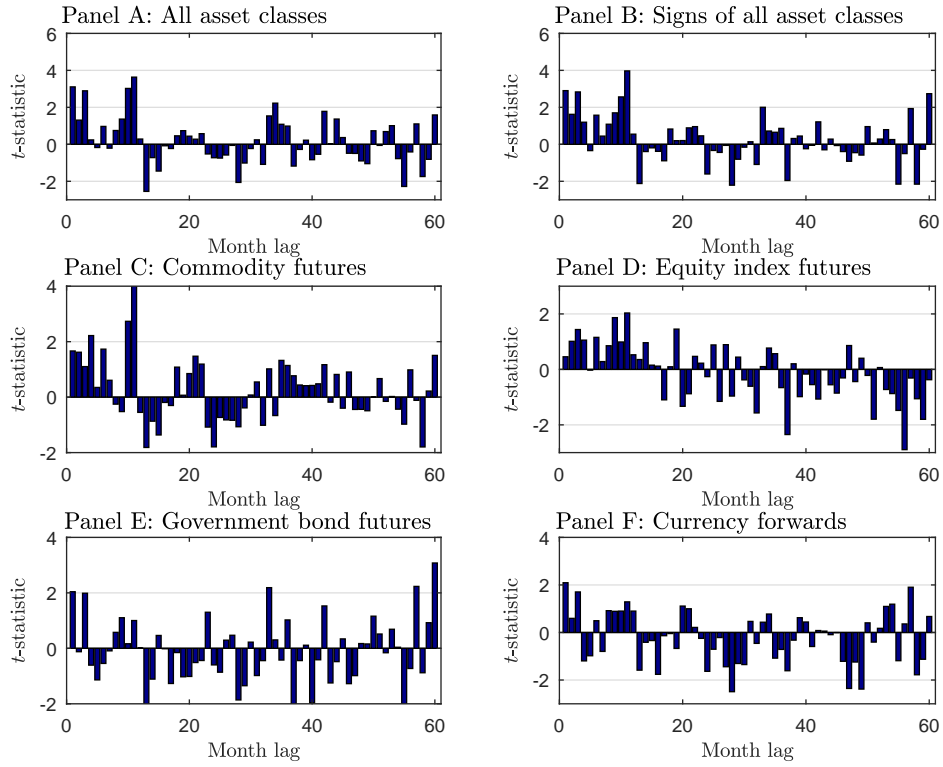 Panel A: All asset classes
6
4
2
0
-2
t-statistic
0 20 40 60
Month lag
Panel B: Signs of all asset classes
6
4
2
0
-2
t-statistic
0 20 40 60
Month lag
Panel C: Commodity futures
4
2
0
-2
t-statistic
0 20 40 60
Month lag
Panel D: Equity index futures
2
0
-2
t-statistic
0 20 40 60
Month lag
Panel E: Government bond futures
4
2
0
-2
t-statistic
0 20 40 60
Month lag
Panel F: Currency forwards
4
2
0
-2
t-statistic
0 20 40 60
Month lag